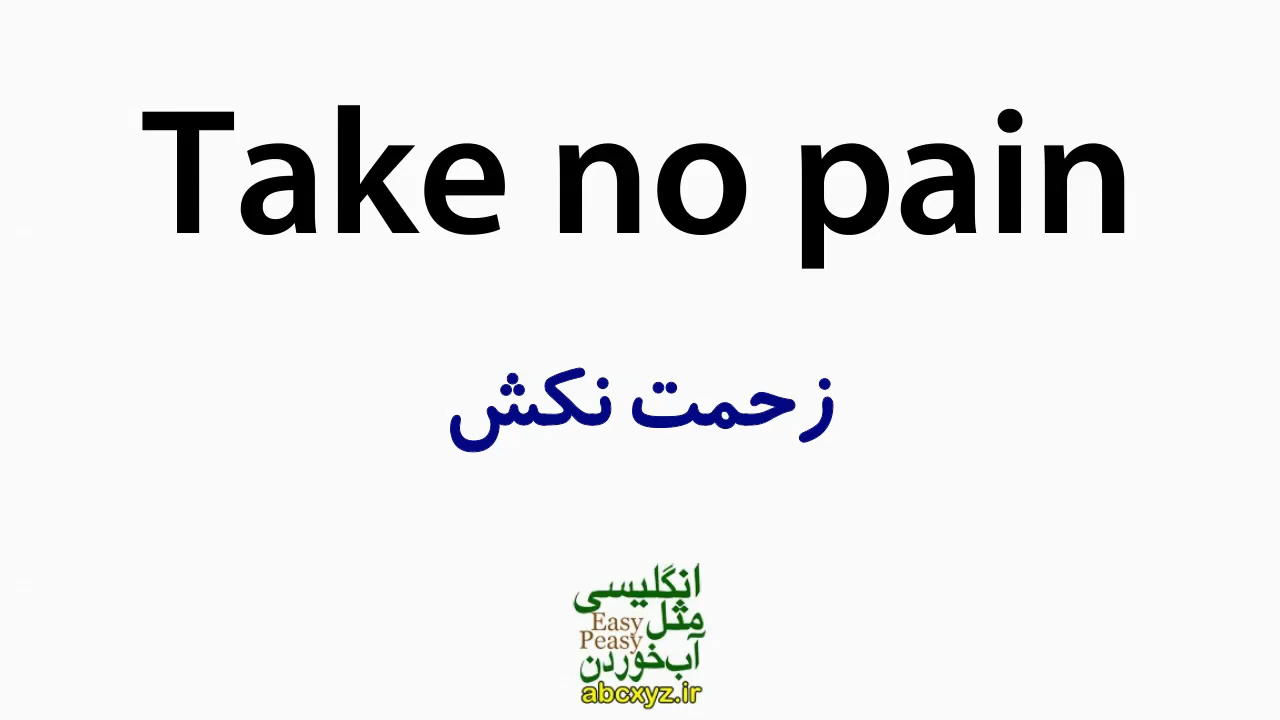 Take no pain
زحمت نکش
انگلیسی
مثل
Easy
Peasy
آب‌خوردن
abcxyz.ir